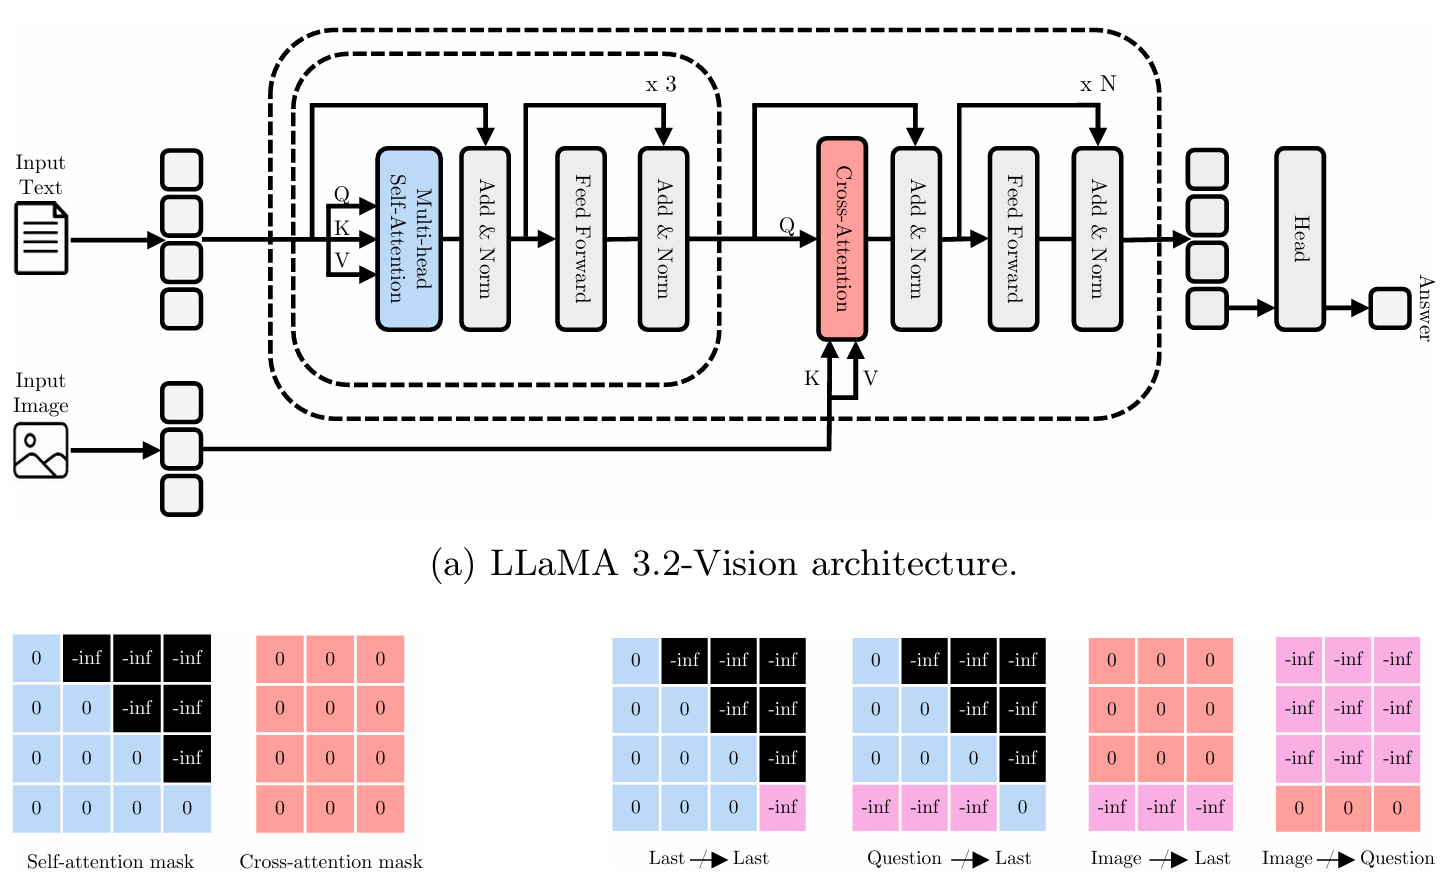 x 3
x N
Input
Text
Q
K
V
Multi-head
Self-Attention
Add & Norm
Feed Forward
Add & Norm
Q
Cross-Attention
K
V
Add & Norm
Feed Forward
Add & Norm
Head
Answer
Input
Image
(a) LLaMA 3.2-Vision architecture.
0 -inf -inf -inf
0 0 -inf -inf
0 0 0 -inf
0 0 0 0
Self-attention mask
0 0 0
0 0 0
0 0 0
0 0 0
Cross-attention mask
0 -inf -inf -inf
0 0 -inf -inf
0 0 0 -inf
0 0 0 -inf
Last Last
0 -inf -inf -inf
0 0 -inf -inf
0 0 0 -inf
-inf -inf -inf 0
Question Last
0 0 0
0 0 0
0 0 0
-inf -inf -inf
Image Last
-inf -inf -inf
-inf -inf -inf
-inf -inf -inf
0 0 0
Image Question